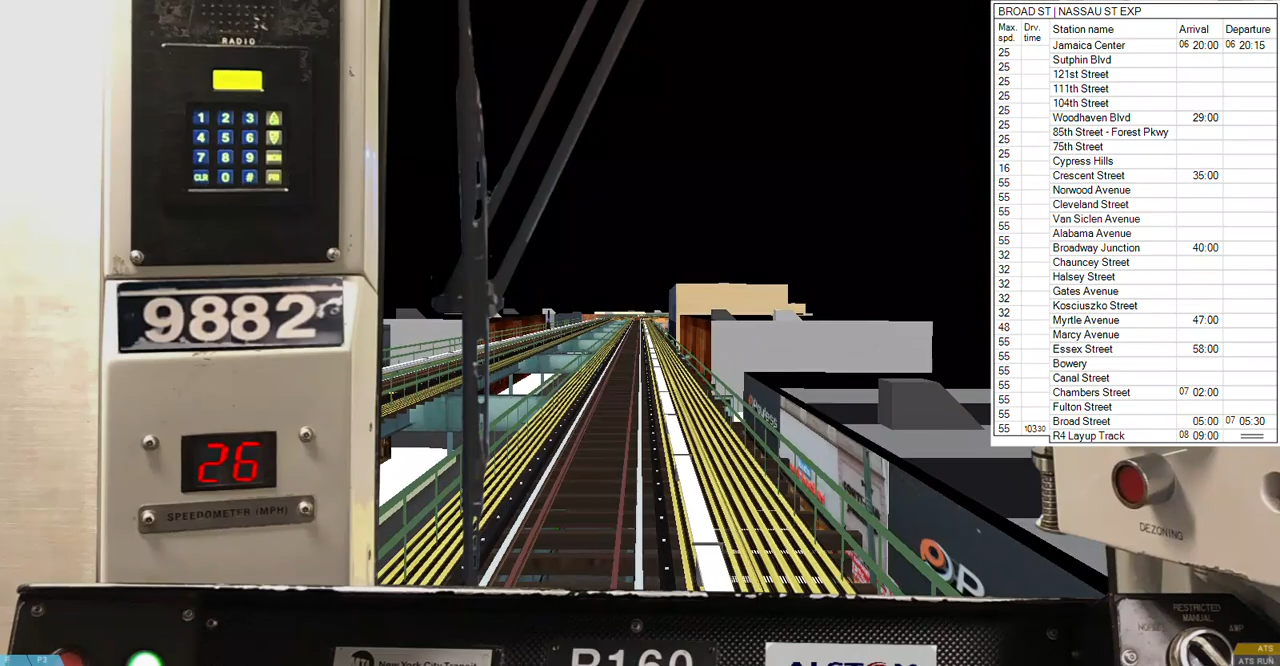 RADIO
1 2 3
4 5 6
7 8 9
CLR 0 #
9882
26
SPEEDOMETER (MPH)
P3
New York City Transit
R160
ALSTOM
DEZONING
RESTRICTED
MANUAL
ATS
ATS RUN
BROAD ST | NASSAU ST EXP
Max. spd. Drv. time Station name Arrival Departure
Jamaica Center 06 20:00 06 20:15
25
Sutphin Blvd
25
121st Street
25
111th Street
25
104th Street
25
Woodhaven Blvd 29:00
25
85th Street - Forest Pkwy
25
75th Street
25
Cypress Hills
16
Crescent Street 35:00
55
Norwood Avenue
55
Cleveland Street
55
Van Siclen Avenue
55
Alabama Avenue
55
Broadway Junction 40:00
32
Chauncey Street
32
Halsey Street
32
Gates Avenue
32
Kosciuszko Street
32
Myrtle Avenue 47:00
48
Marcy Avenue
55
Essex Street 58:00
55
Bowery
55
Canal Street
55
Chambers Street 07 02:00
55
Fulton Street
55
Broad Street 05:00 07 05:30
55 10330
R4 Layup Track 08 09:00